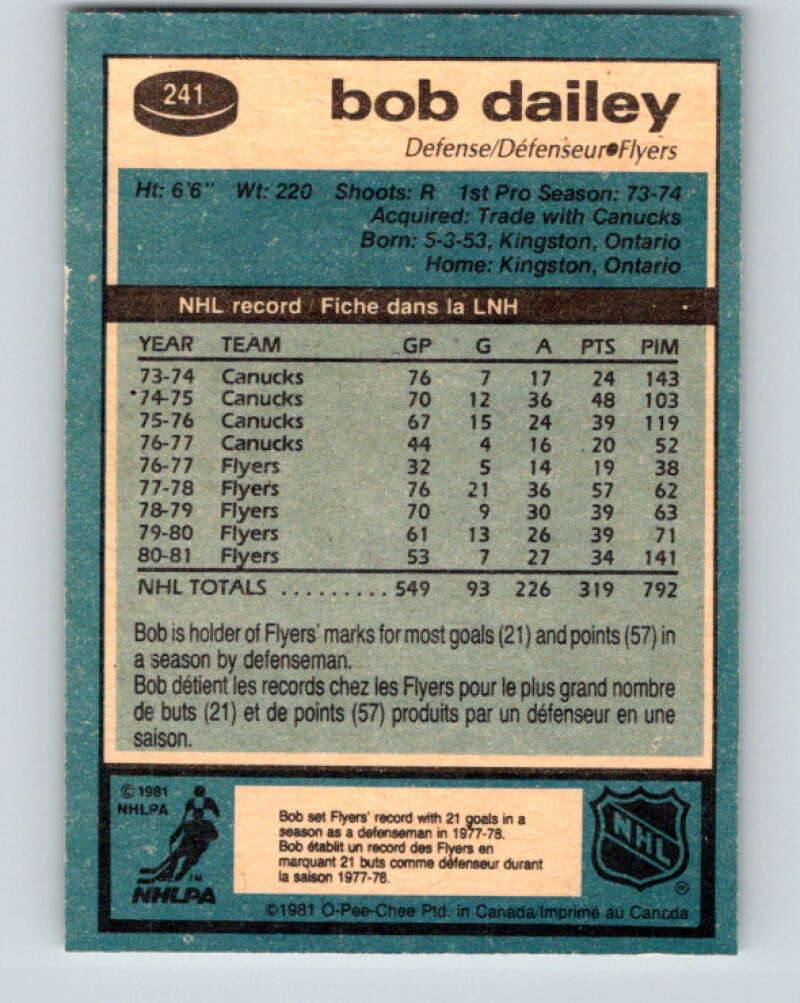 241
bob dailey
Defense/Défenseur●Flyers
Ht: 6'6" Wt: 220 Shoots: R 1st Pro Season: 73-74
Acquired: Trade with Canucks
Born: 5-3-53, Kingston, Ontario
Home: Kingston, Ontario
NHL record / Fiche dans la LNH
YEAR TEAM GP G A PTS PIM
73-74 Canucks 76 7 17 24 143
74-75 Canucks 70 12 36 48 103
75-76 Canucks 67 15 24 39 119
76-77 Canucks 44 4 16 20 52
76-77 Flyers 32 5 14 19 38
77-78 Flyers 76 21 36 57 62
78-79 Flyers 70 9 30 39 63
79-80 Flyers 61 13 26 39 71
80-81 Flyers 53 7 27 34 141
NHL TOTALS ......... 549 93 226 319 792
Bob is holder of Flyers' marks for most goals (21) and points (57) in
a season by defenseman.
Bob détient les records chez les Flyers pour le plus grand nombre
de buts (21) et de points (57) produits par un défenseur en une
saison.
© 1981
NHLPA
TM
NHLPA
Bob set Flyers' record with 21 goals in a
season as a defenseman in 1977-78.
Bob établit un record des Flyers en
marquant 21 buts comme défenseur durant
la saison 1977-78.
NHL
®
©1981 O-Pee-Chee Ptd. in Canada/Imprimé au Canada